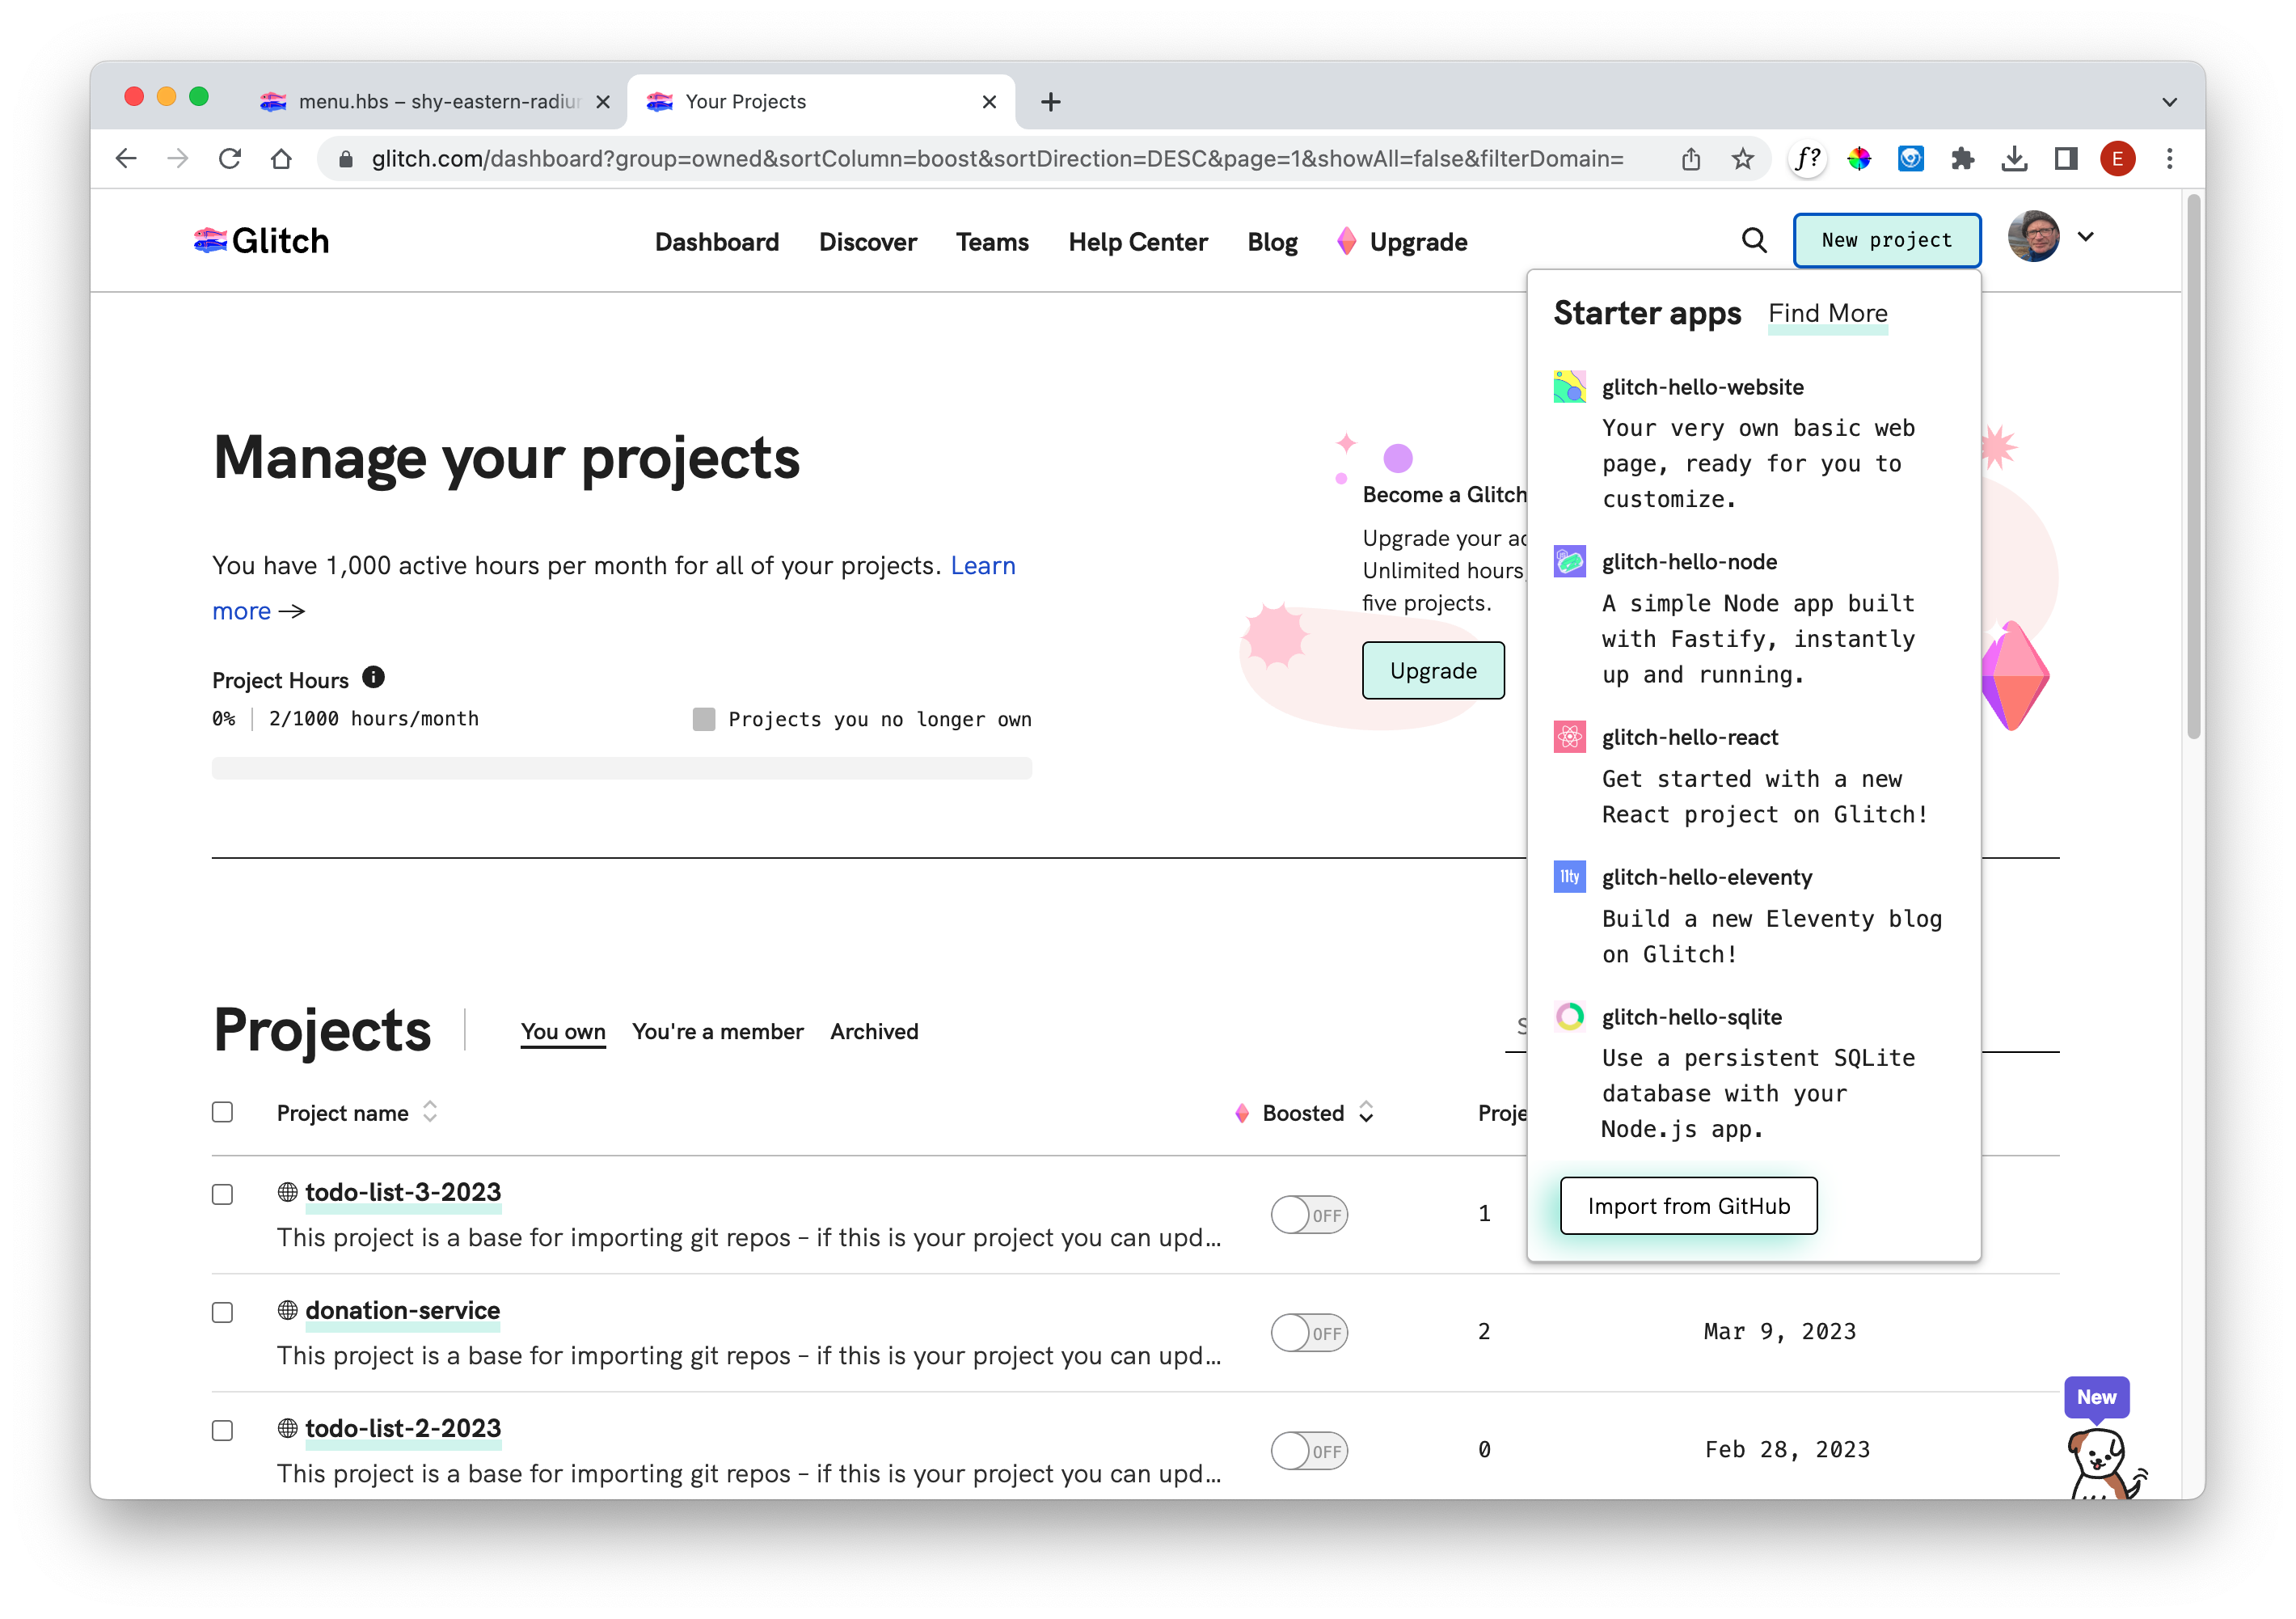 menu.hbs – shy-eastern-radiu
Your Projects
glitch.com/dashboard?group=owned&sortColumn=boost&sortDirection=DESC&page=1&showAll=false&filterDomain=
f?
E
Glitch
Dashboard
Discover
Teams
Help Center
Blog
Upgrade
New project
Starter apps
Find More
glitch-hello-website
Your very own basic web
page, ready for you to
customize.
glitch-hello-node
A simple Node app built
with Fastify, instantly
up and running.
glitch-hello-react
Get started with a new
React project on Glitch!
11ty
glitch-hello-eleventy
Build a new Eleventy blog
on Glitch!
glitch-hello-sqlite
Use a persistent SQLite
database with your
Node.js app.
Import from GitHub
Manage your projects
You have 1,000 active hours per month for all of your projects. Learn
more →
Project Hours
0%
2/1000 hours/month
Projects you no longer own
Become a Glitch
Upgrade your ac
Unlimited hours,
five projects.
Upgrade
Projects
You own
You're a member
Archived
Project name
Boosted
Proje
todo-list-3-2023
This project is a base for importing git repos – if this is your project you can upd...
OFF
1
donation-service
This project is a base for importing git repos – if this is your project you can upd...
OFF
2
Mar 9, 2023
todo-list-2-2023
This project is a base for importing git repos – if this is your project you can upd...
OFF
0
Feb 28, 2023
New